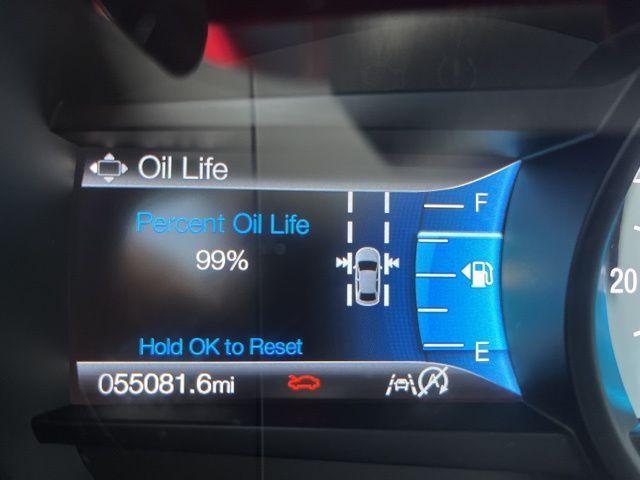 Oil Life
Percent Oil Life
99%
Hold OK to Reset
F
E
055081.6mi
20